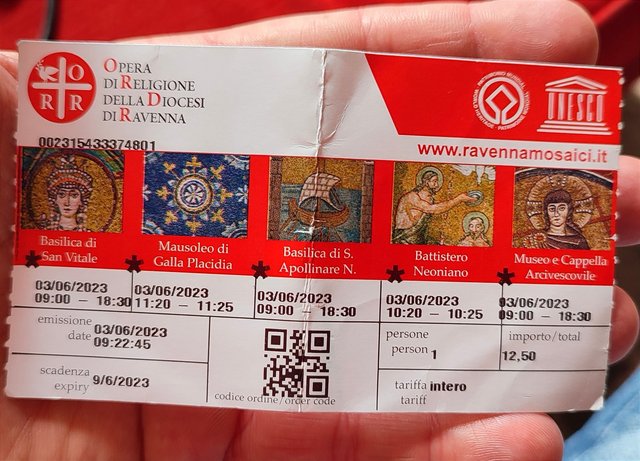 O
R R
OPERA
DI RELIGIONE
DELLA DIOCESI
DI RAVENNA
002315433374801
UNESCO
www.ravennamosaici.it
Basilica di
San Vitale
Mausoleo di
Galla Placidia
Basilica di S.
Apollinare N.
Battistero
Neoniano
Museo e Cappella
Arcivescovile
* 03/06/2023
09:00 – 18:30
* 03/06/2023
11:20 – 11:25
* 03/06/2023
09:00 – 18:30
* 03/06/2023
10:20 – 10:25
* 03/06/2023
09:00 – 18:30
emissione
date
03/06/2023
09:22:45
scadenza
expiry 9/6/2023
codice ordine/order code
persone
person 1
importo/total
12,50
tariffa intero
tariff